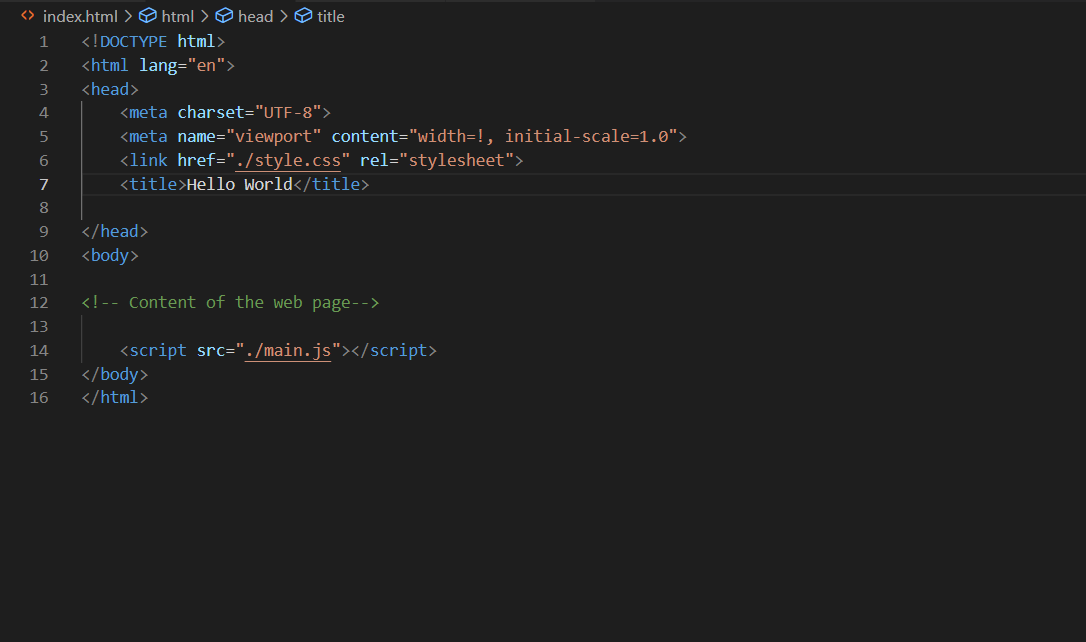 index.html > html > head > title
1 <!DOCTYPE html>
2 <html lang="en">
3 <head>
4 <meta charset="UTF-8">
5 <meta name="viewport" content="width=!, initial-scale=1.0">
6 <link href="./style.css" rel="stylesheet">
7 <title>Hello World</title>
8
9 </head>
10 <body>
11
12 <!-- Content of the web page-->
13
14 <script src="./main.js"></script>
15 </body>
16 </html>